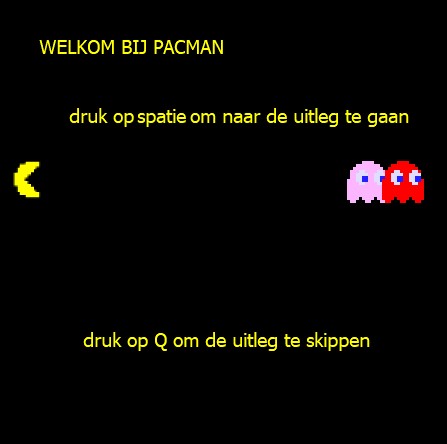 WELKOM BIJ PACMAN
druk op spatie om naar de uitleg te gaan
druk op Q om de uitleg te skippen